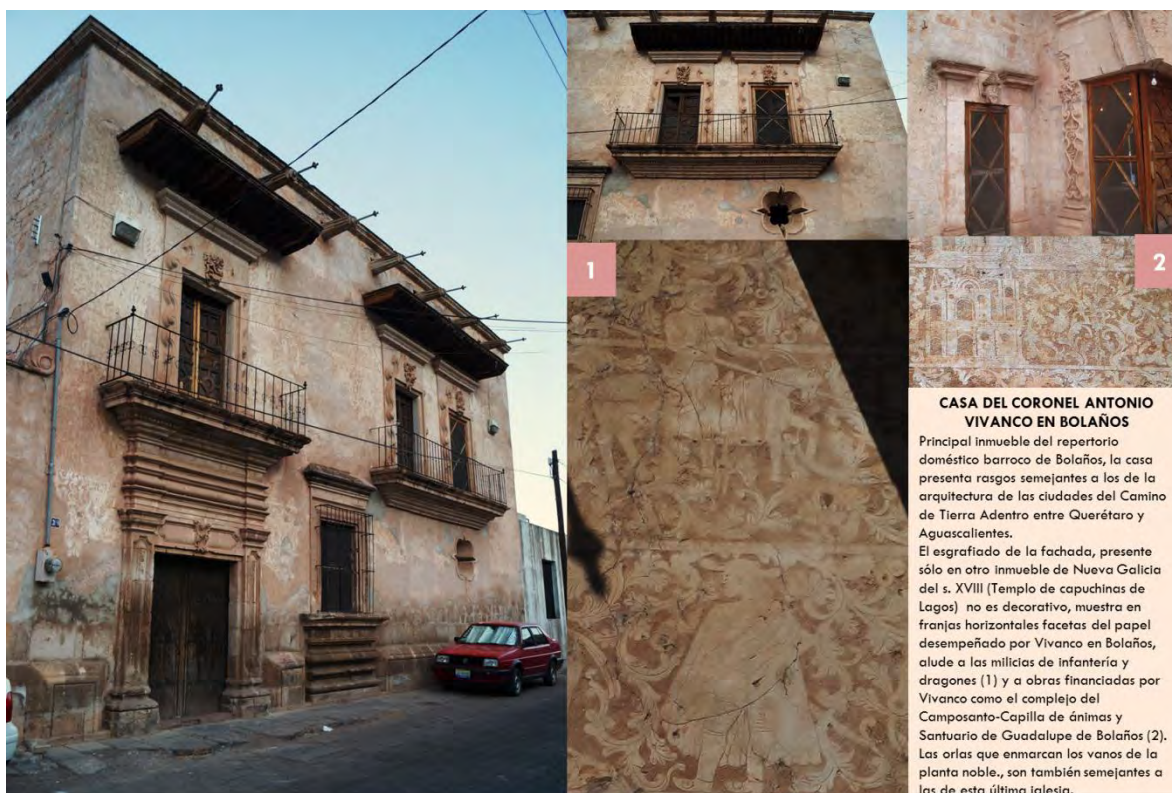 1
2
CASA DEL CORONEL ANTONIO
VIVANCO EN BOLAÑOS
Principal inmueble del repertorio
doméstico barroco de Bolaños, la casa
presenta rasgos semejantes a los de la
arquitectura de las ciudades del Camino
de Tierra Adentro entre Querétaro y
Aguascalientes.
El esgrafiado de la fachada, presente
sólo en otro inmueble de Nueva Galicia
del s. XVIII (Templo de capuchinas de
Lagos) no es decorativo, muestra en
franjas horizontales facetas del papel
desempeñado por Vivanco en Bolaños,
alude a las milicias de infantería y
dragones (1) y a obras financiadas por
Vivanco como el complejo del
Camposanto-Capilla de ánimas y
Santuario de Guadalupe de Bolaños (2).
Las orlas que enmarcan los vanos de la
planta noble., son también semejantes a
las de esta última iglesia.